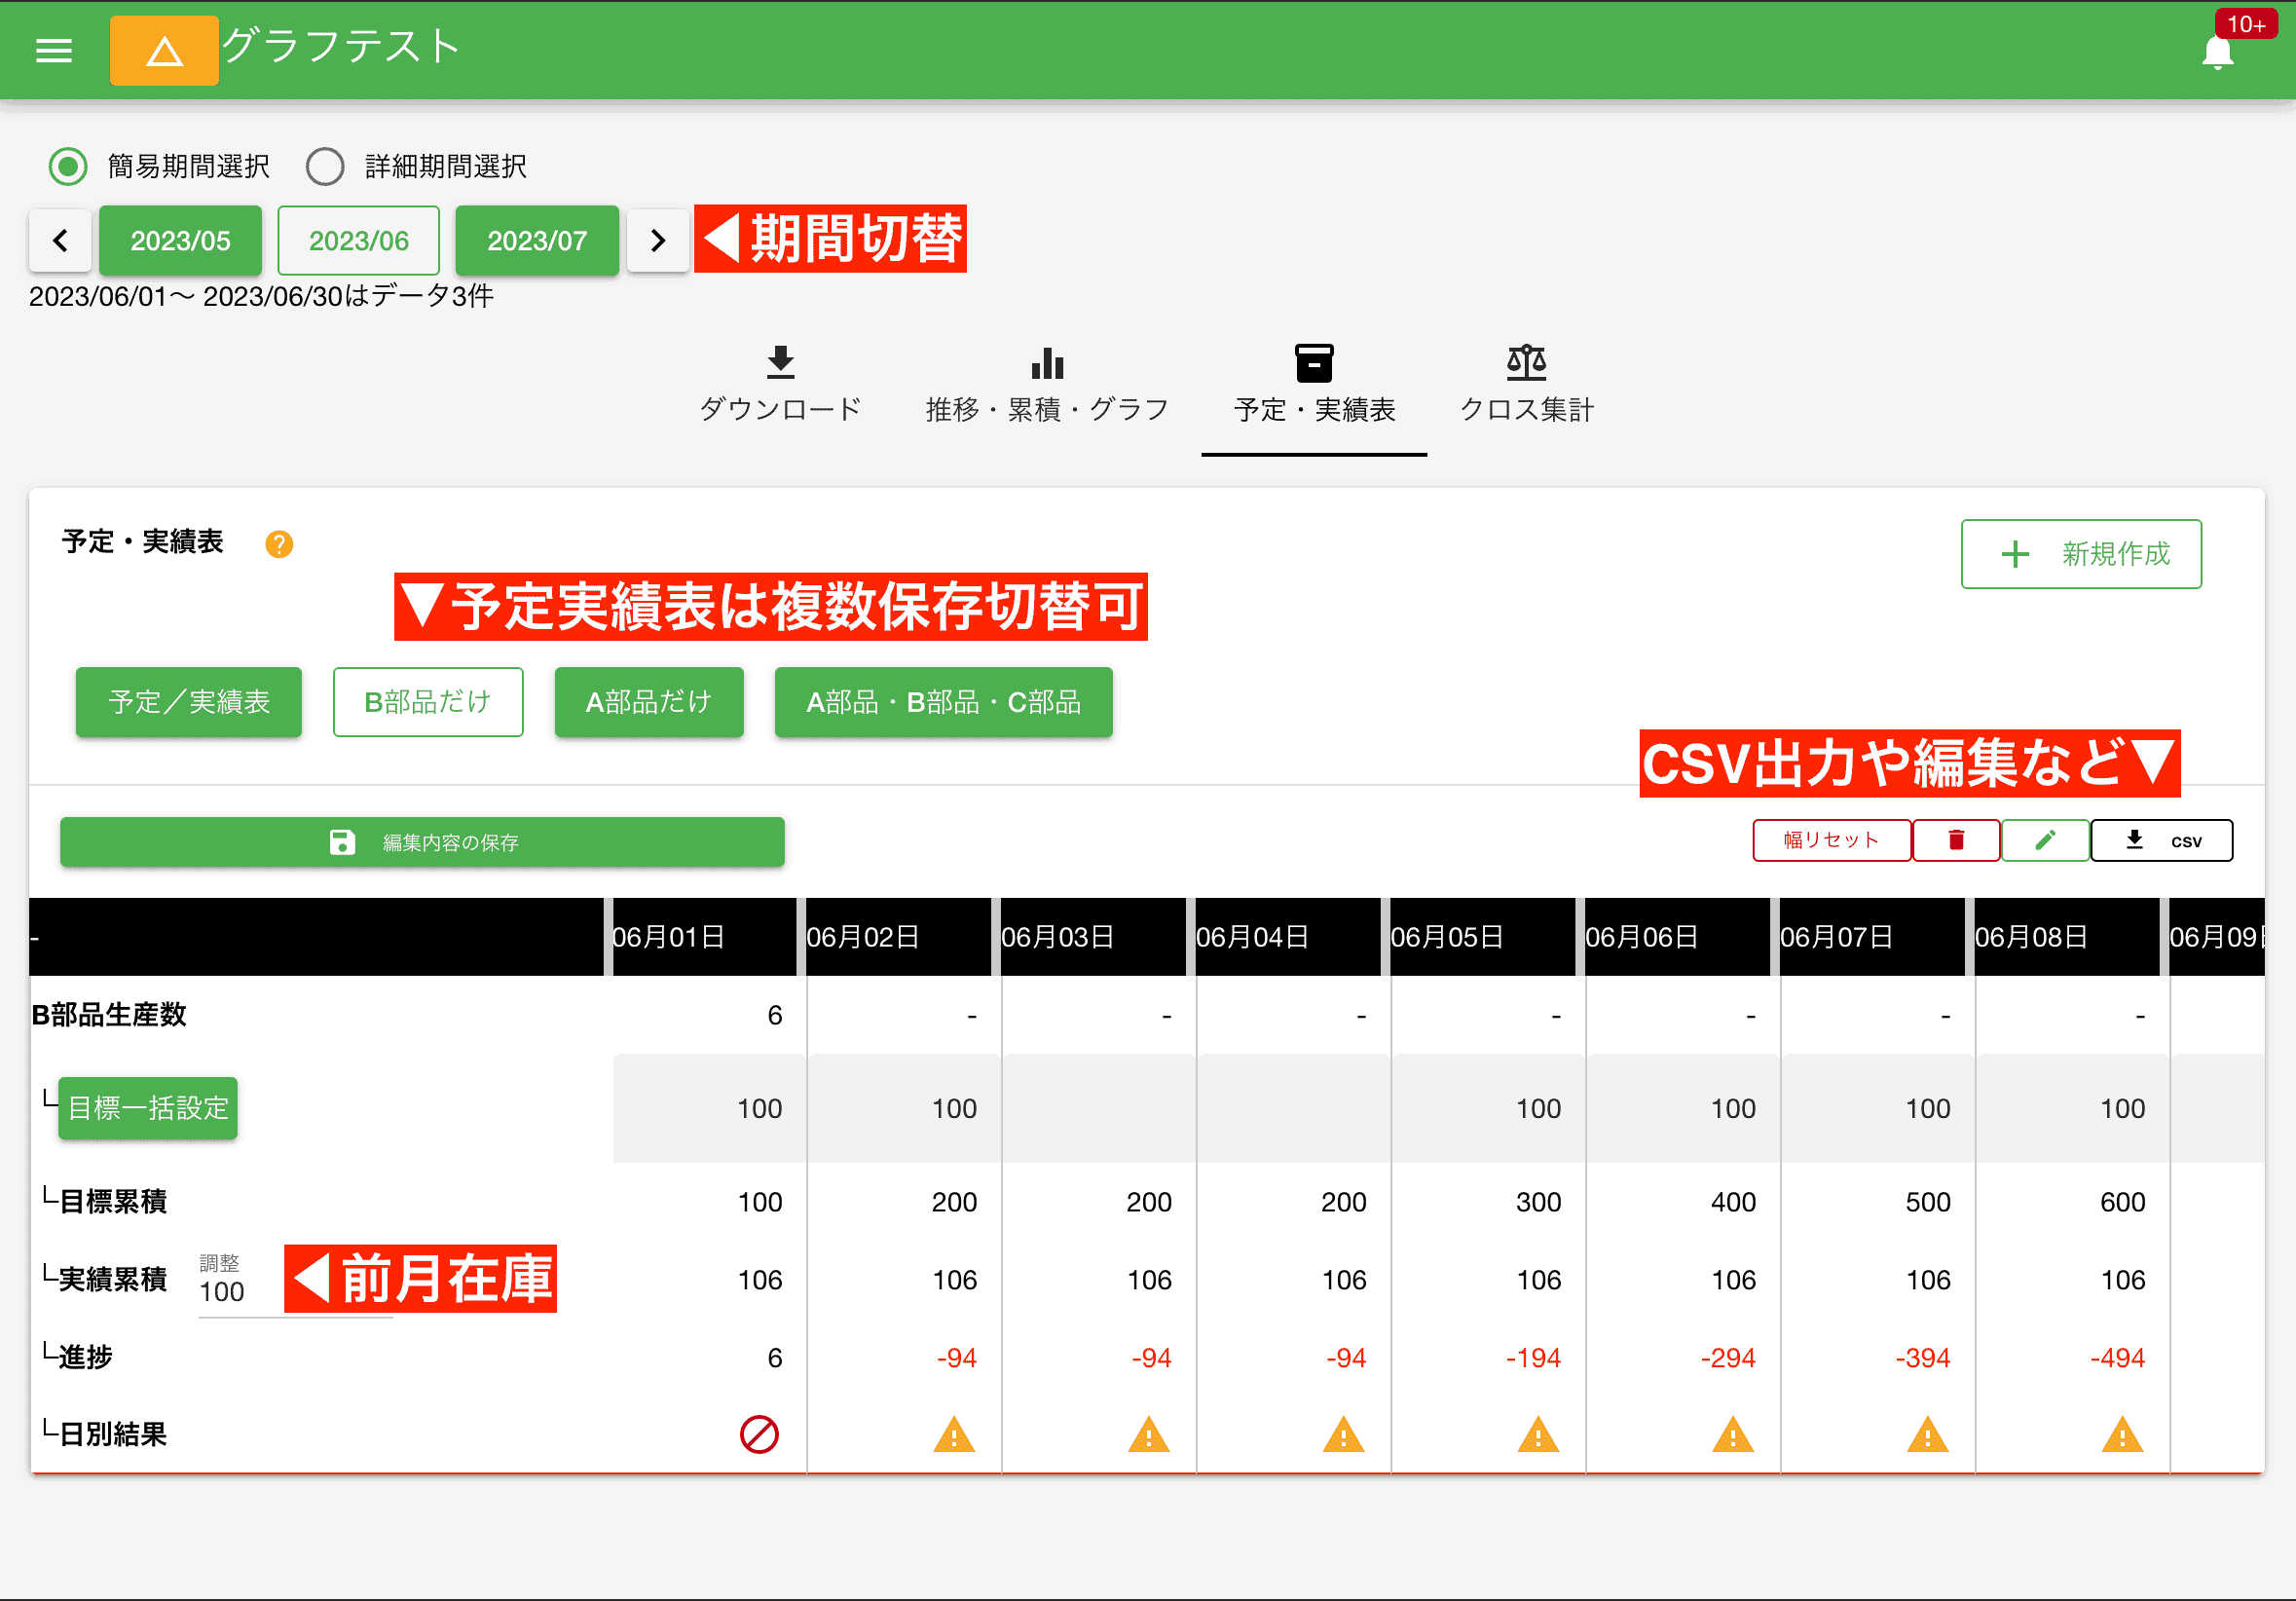 グラフテスト
10+
簡易期間選択 詳細期間選択
2023/05 2023/06 2023/07 ◀期間切替
2023/06/01～ 2023/06/30はデータ3件
ダウンロード 推移・累積・グラフ 予定・実績表 クロス集計
予定・実績表 ?
+ 新規作成
▼予定実績表は複数保存切替可
予定／実績表 B部品だけ A部品だけ A部品・B部品・C部品
CSV出力や編集など▼
編集内容の保存 幅リセット csv
- 06月01日 06月02日 06月03日 06月04日 06月05日 06月06日 06月07日 06月08日 06月09日
B部品生産数 6 - - - - - - -
└目標一括設定 100 100 100 100 100 100
└目標累積 100 200 200 200 300 400 500 600
└実績累積 調整 100 ◀前月在庫 106 106 106 106 106 106 106 106
└進捗 6 -94 -94 -94 -194 -294 -394 -494
└日別結果